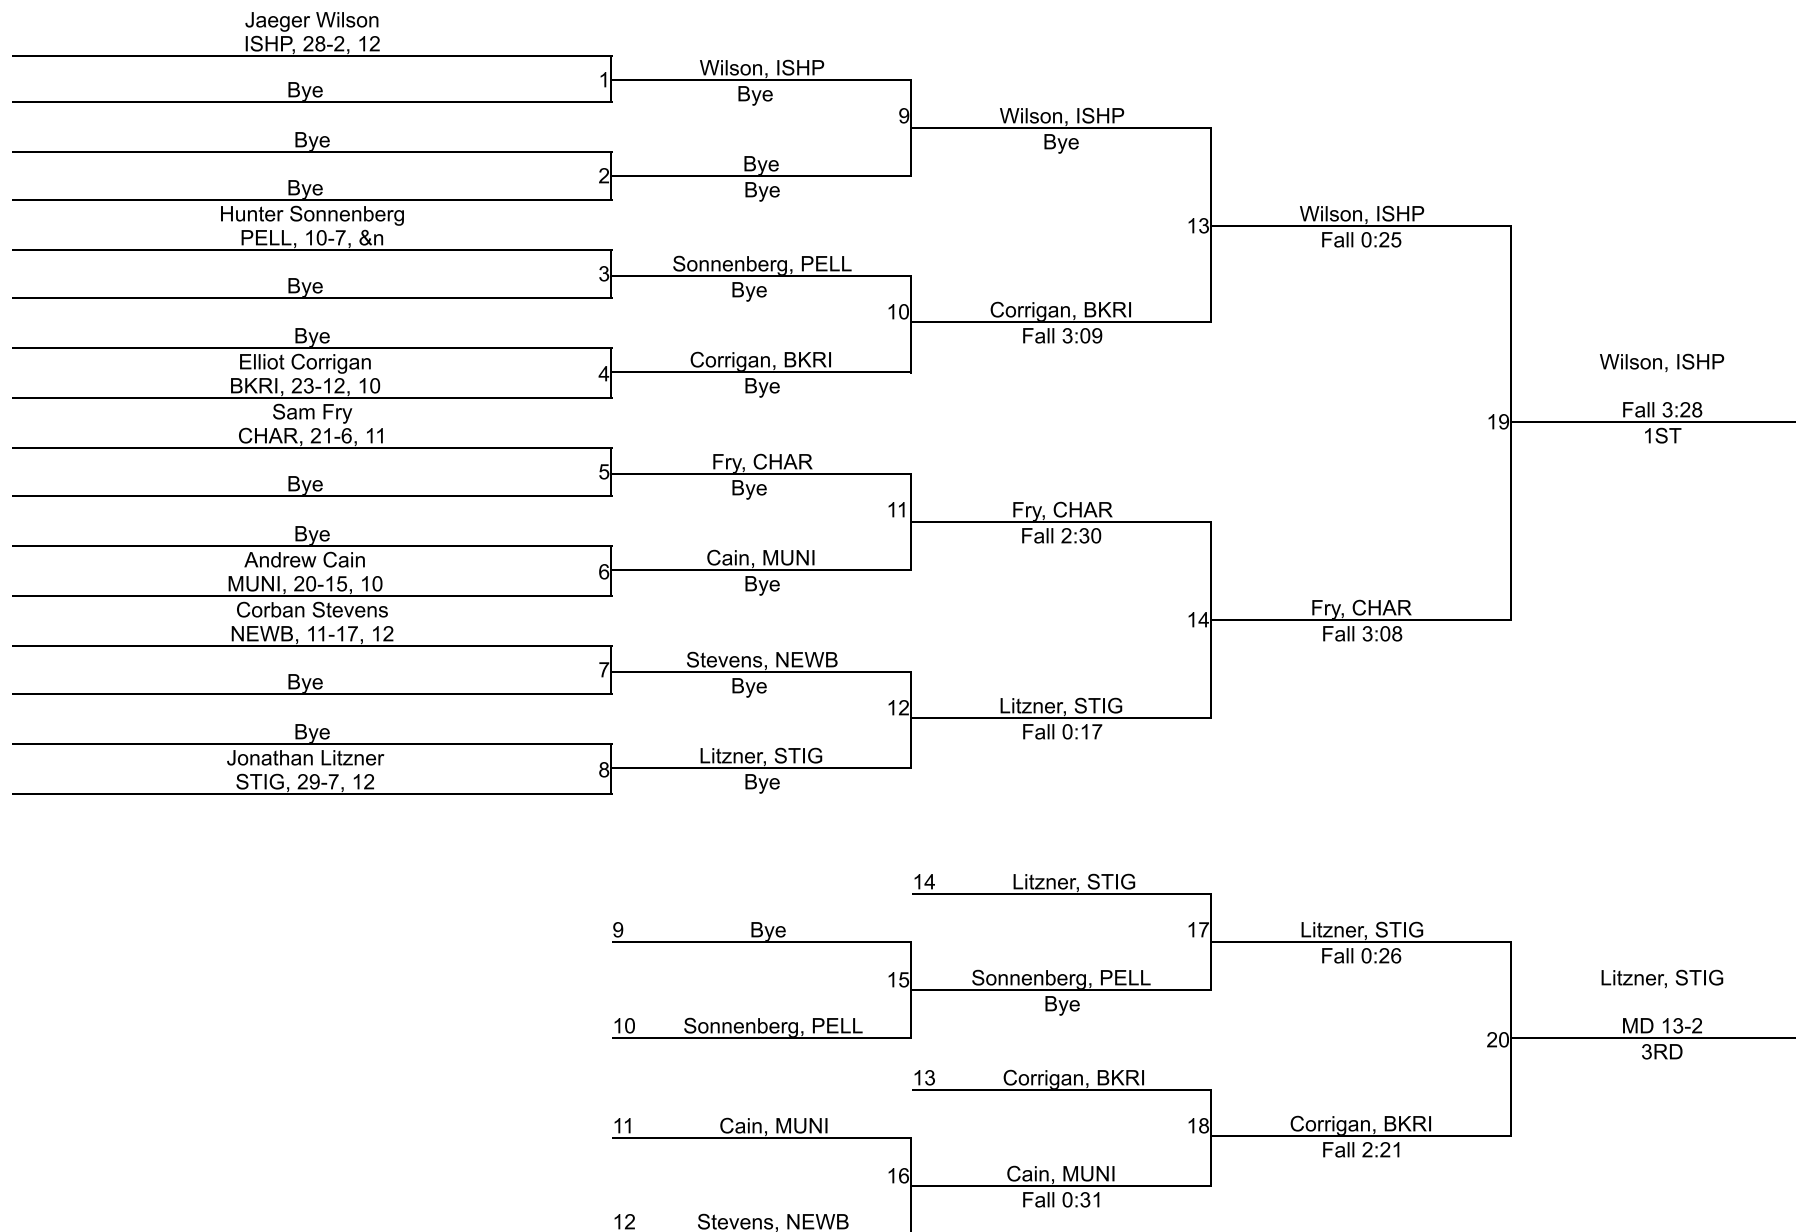 Jaeger Wilson
ISHP, 28-2, 12
Bye
1
Wilson, ISHP
Bye
Bye
Bye
2
Bye
Bye
9
Wilson, ISHP
Bye
Hunter Sonnenberg
PELL, 10-7, &n
Bye
3
Sonnenberg, PELL
Bye
Bye
Elliot Corrigan
BKRI, 23-12, 10
4
Corrigan, BKRI
Bye
10
Corrigan, BKRI
Fall 3:09
13
Wilson, ISHP
Fall 0:25
Sam Fry
CHAR, 21-6, 11
Bye
5
Fry, CHAR
Bye
Bye
Andrew Cain
MUNI, 20-15, 10
6
Cain, MUNI
Bye
11
Fry, CHAR
Fall 2:30
Corban Stevens
NEWB, 11-17, 12
Bye
7
Stevens, NEWB
Bye
Bye
Jonathan Litzner
STIG, 29-7, 12
8
Litzner, STIG
Bye
12
Litzner, STIG
Fall 0:17
14
Fry, CHAR
Fall 3:08
19
Wilson, ISHP
Fall 3:28
1ST
14
Litzner, STIG
9
Bye
10
Sonnenberg, PELL
15
Sonnenberg, PELL
Bye
17
Litzner, STIG
Fall 0:26
13
Corrigan, BKRI
11
Cain, MUNI
12
Stevens, NEWB
16
Cain, MUNI
Fall 0:31
18
Corrigan, BKRI
Fall 2:21
20
Litzner, STIG
MD 13-2
3RD